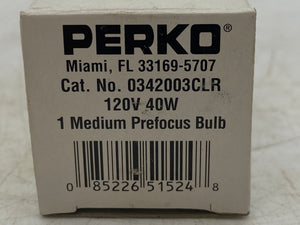 PERKO®
Miami, FL 33169-5707
Cat. No. 0342003CLR
120V 40W
1 Medium Prefocus Bulb
0 85226 51524 8